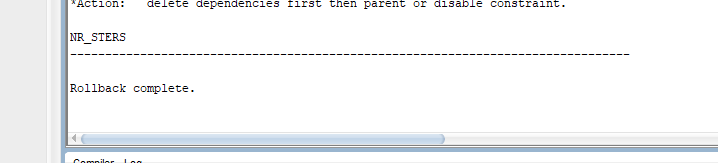 *Action:   delete dependencies first then parent or disable constraint.
NR_STERS
--------------------------------------------------------------------------------
Rollback complete.
Compiler - Log